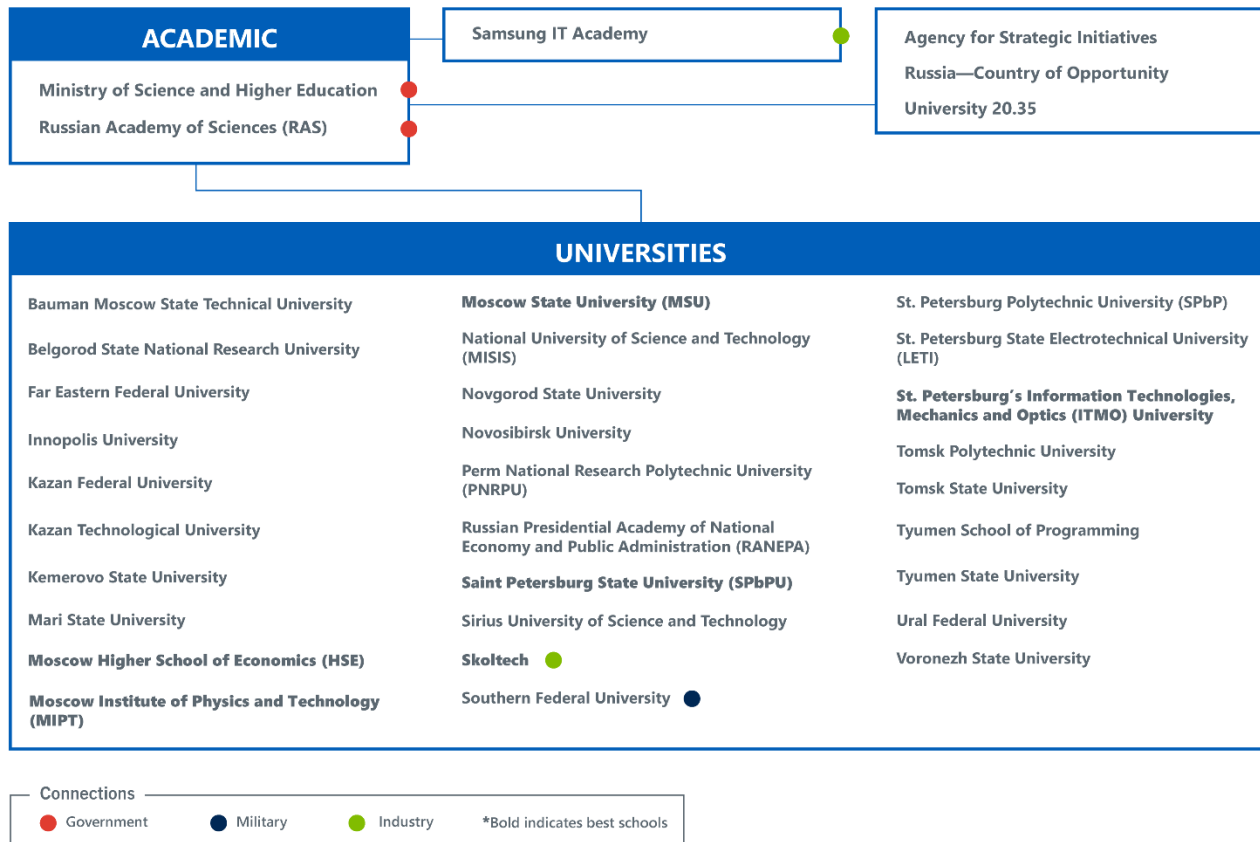 ACADEMIC
Ministry of Science and Higher Education
Russian Academy of Sciences (RAS)
Samsung IT Academy
Agency for Strategic Initiatives
Russia—Country of Opportunity
University 20.35
UNIVERSITIES
Bauman Moscow State Technical University
Belgorod State National Research University
Far Eastern Federal University
Innopolis University
Kazan Federal University
Kazan Technological University
Kemerovo State University
Mari State University
Moscow Higher School of Economics (HSE)
Moscow Institute of Physics and Technology
(MIPT)
Moscow State University (MSU)
National University of Science and Technology
(MISIS)
Novgorod State University
Novosibirsk University
Perm National Research Polytechnic University
(PNRPU)
Russian Presidential Academy of National
Economy and Public Administration (RANEPA)
Saint Petersburg State University (SPbPU)
Sirius University of Science and Technology
Skoltech
Southern Federal University
St. Petersburg Polytechnic University (SPbP)
St. Petersburg State Electrotechnical University
(LETI)
St. Petersburg´s Information Technologies,
Mechanics and Optics (ITMO) University
Tomsk Polytechnic University
Tomsk State University
Tyumen School of Programming
Tyumen State University
Ural Federal University
Voronezh State University
Connections
Government
Military
Industry
*Bold indicates best schools